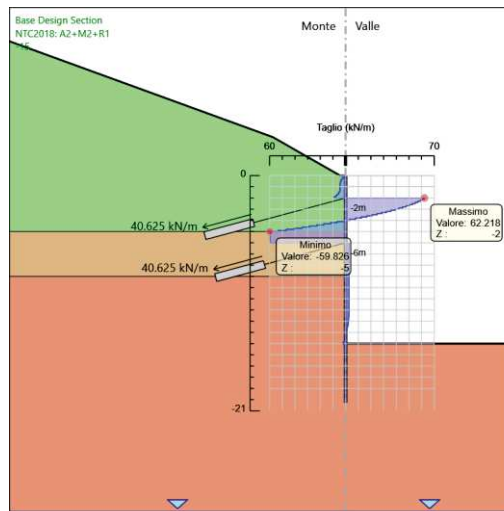 Base Design Section
NTC2018: A2+M2+R1
Monte
Valle
Taglio (kN/m)
60
70
0
-2m
40.625 kN/m
Massimo
Valore: 62.218
Z : -2
Minimo
Valore: -59.826
Z : -5
-6m
40.625 kN/m
-21